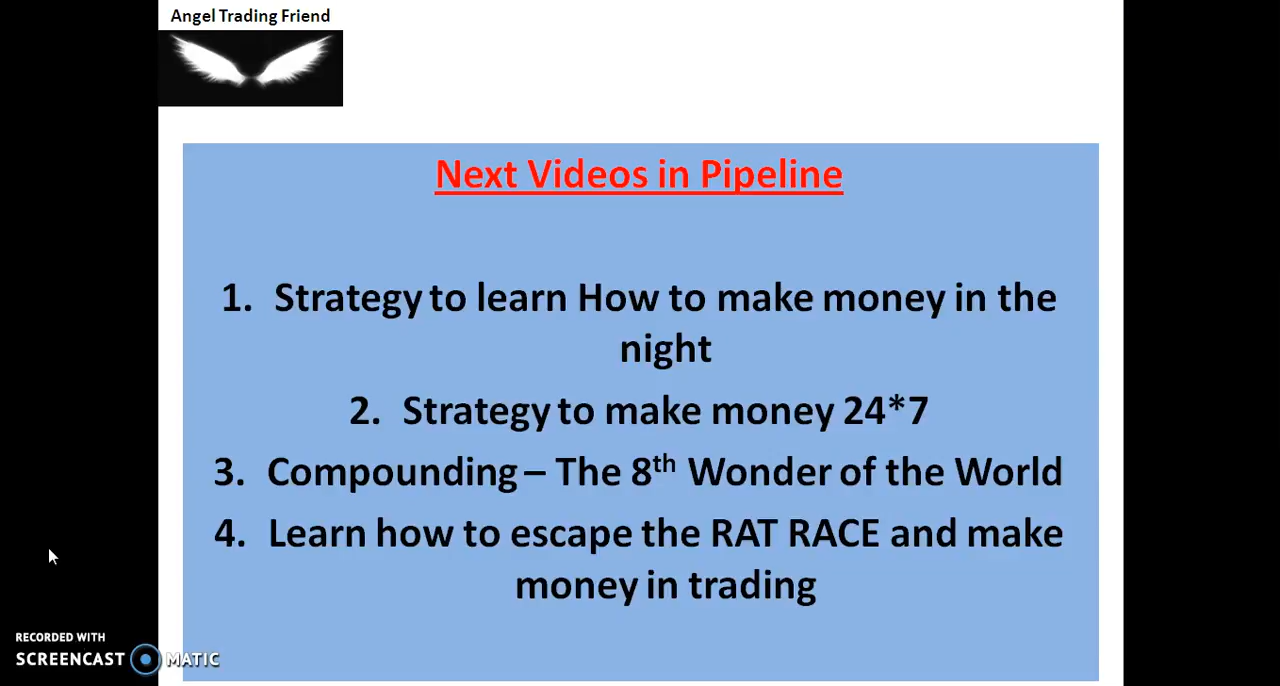 Angel Trading Friend
Next Videos in Pipeline
1. Strategy to learn How to make money in the
night
2. Strategy to make money 24*7
3. Compounding – The 8th Wonder of the World
4. Learn how to escape the RAT RACE and make
money in trading
RECORDED WITH
SCREENCAST MATIC